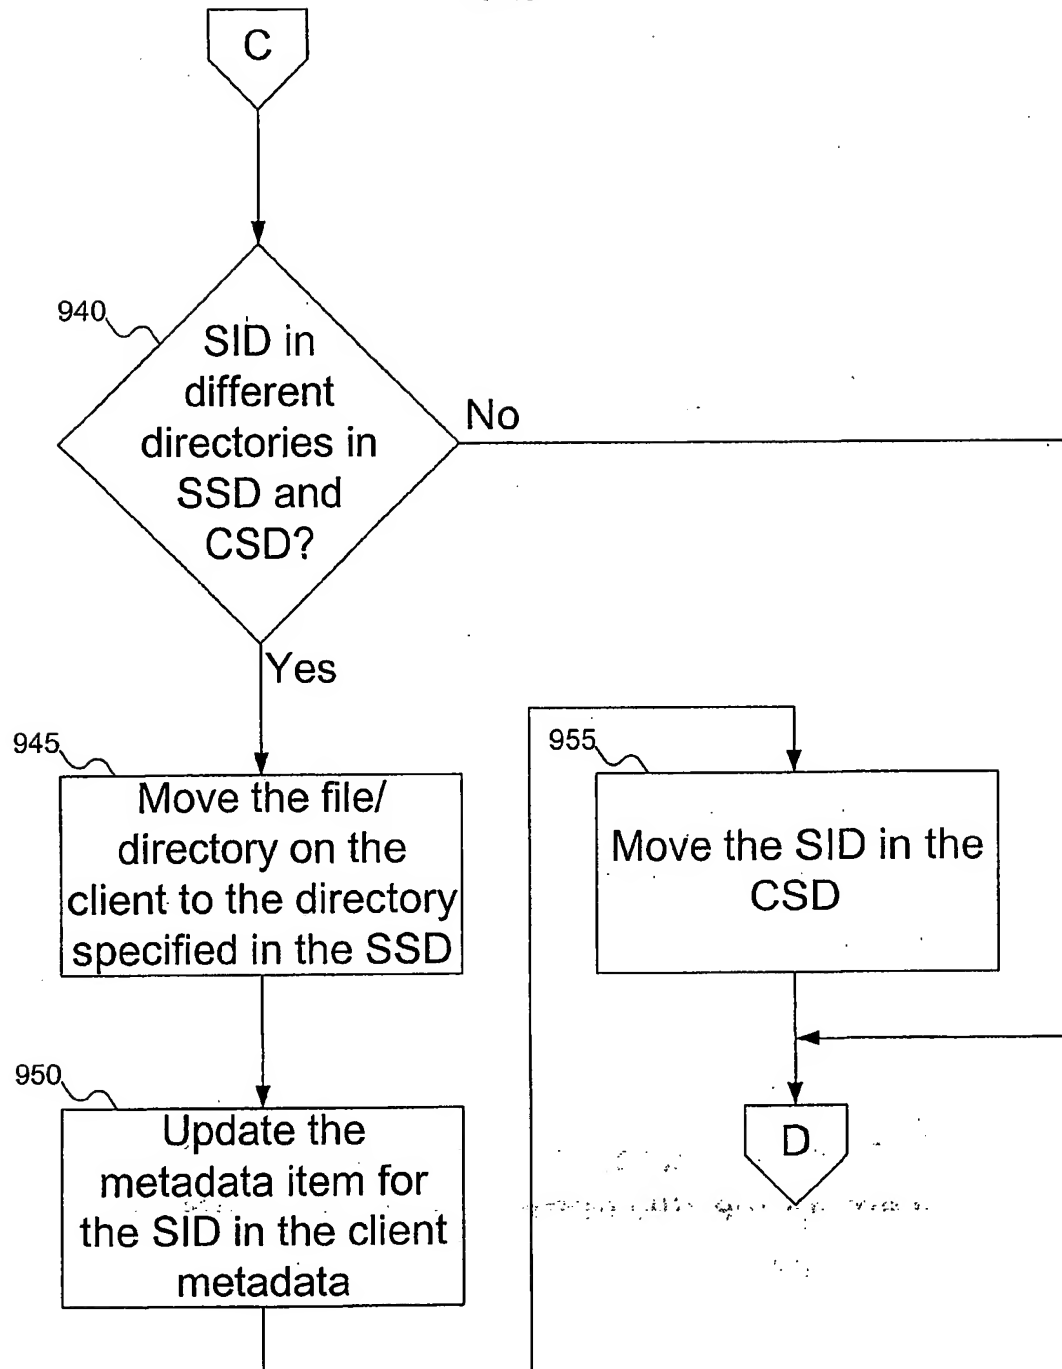 C
940
SID in
different
directories in
SSD and
CSD?
No
Yes
945
Move the file/
directory on the
client to the directory
specified in the SSD
950
Update the
metadata item for
the SID in the client
metadata
955
Move the SID in the
CSD
D